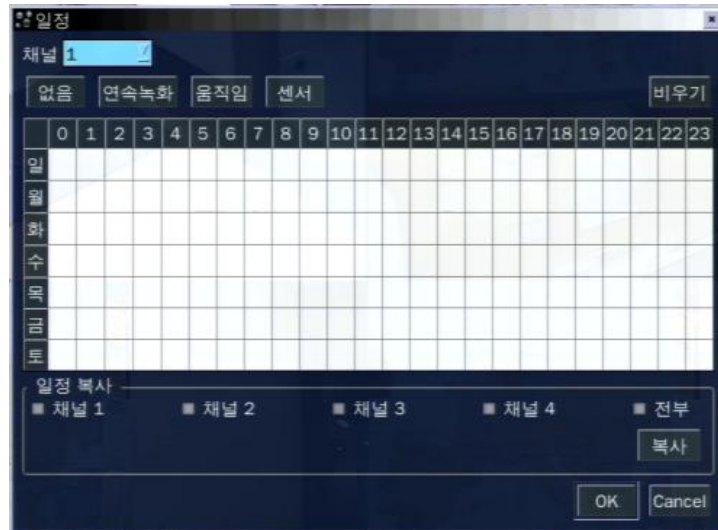 일정
채널 1
없음 연속녹화 움직임 센서 비우기
0 1 2 3 4 5 6 7 8 9 10 11 12 13 14 15 16 17 18 19 20 21 22 23
일
월
화
수
목
금
토
일정 복사
채널 1 채널 2 채널 3 채널 4 전부
복사
OK Cancel